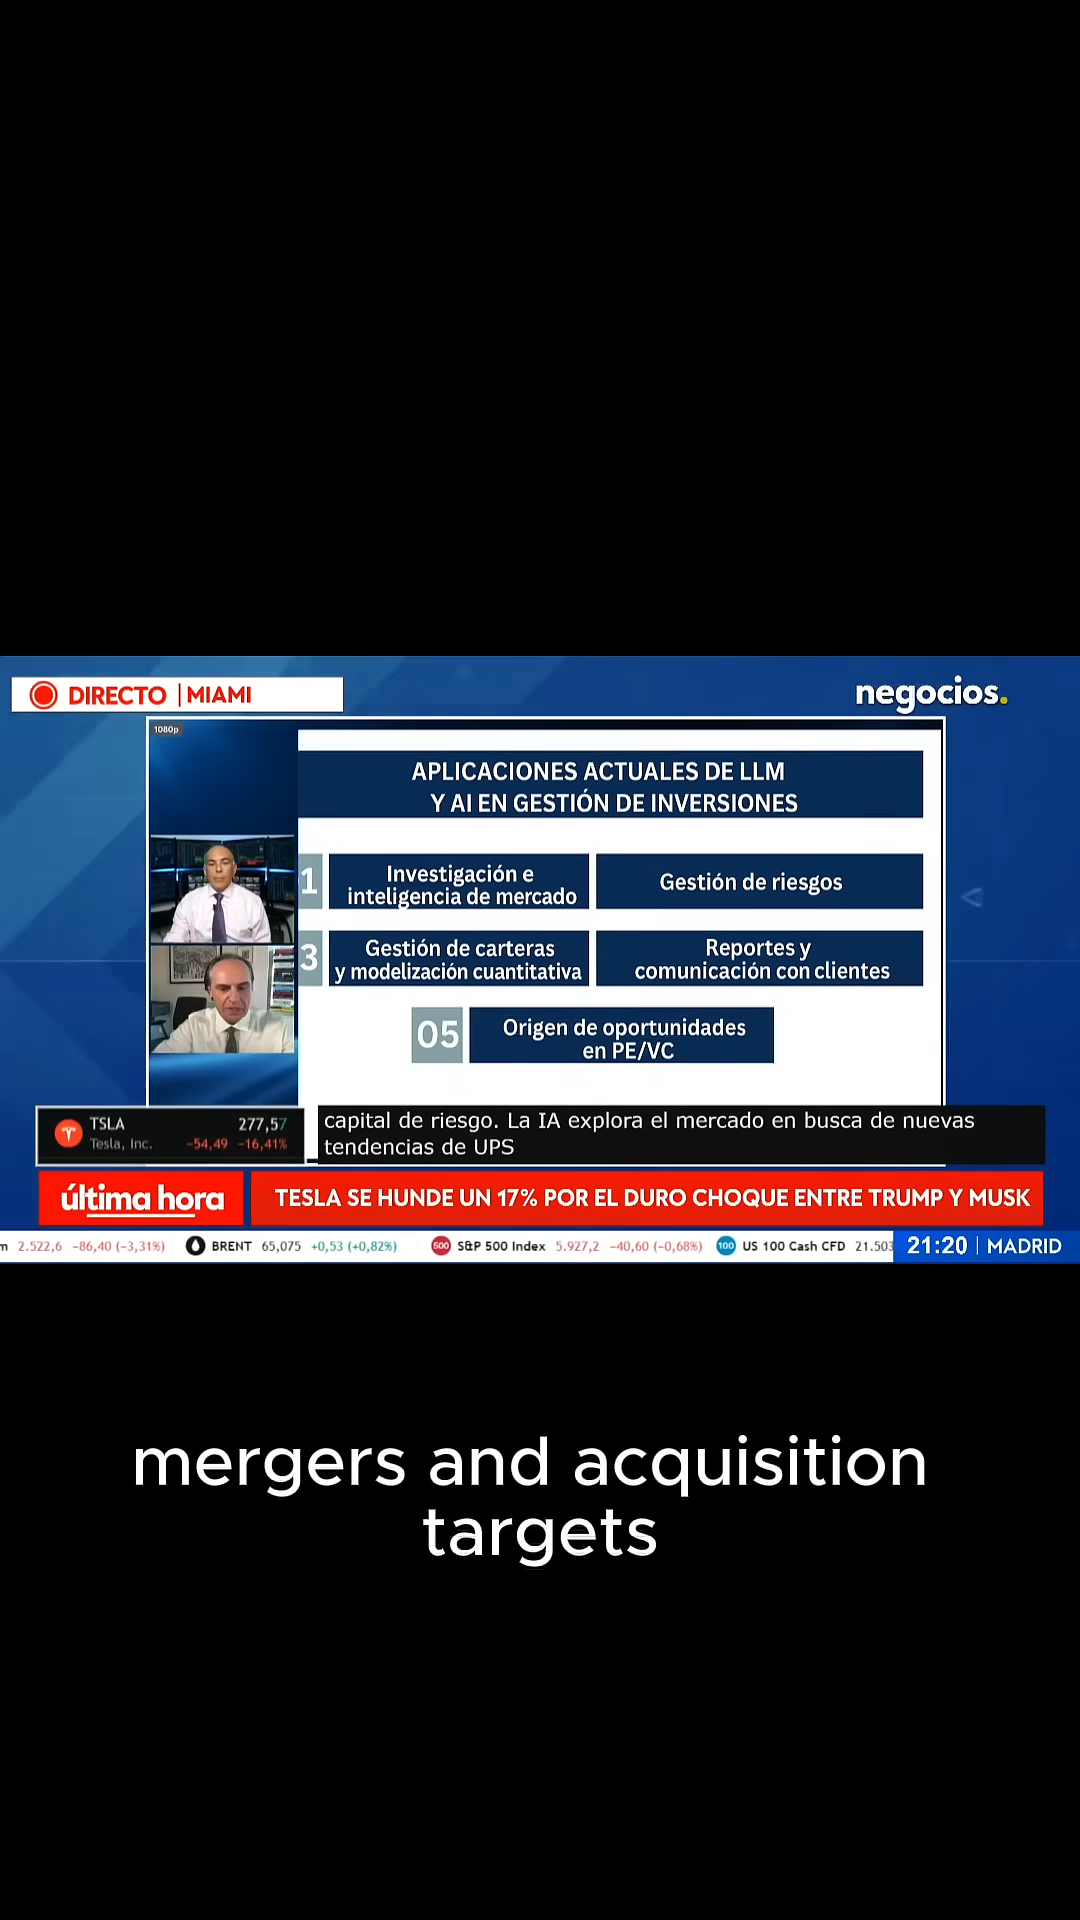 DIRECTO | MIAMI
negocios.
1080p
APLICACIONES ACTUALES DE LLM
Y AI EN GESTIÓN DE INVERSIONES
1
Investigación e
inteligencia de mercado
Gestión de riesgos
3
Gestión de carteras
y modelización cuantitativa
Reportes y
comunicación con clientes
05
Origen de oportunidades
en PE/VC
TSLA 277,57
Tesla, Inc. −54,49 −16,41%
capital de riesgo. La IA explora el mercado en busca de nuevas
tendencias de UPS
última hora
TESLA SE HUNDE UN 17% POR EL DURO CHOQUE ENTRE TRUMP Y MUSK
m 2.522,6 −86,40 (−3,31%) BRENT 65,075 +0,53 (+0,82%) 500 S&P 500 Index 5.927,2 −40,60 (−0,68%) 100 US 100 Cash CFD 21.503
21:20 | MADRID
mergers and acquisition
targets